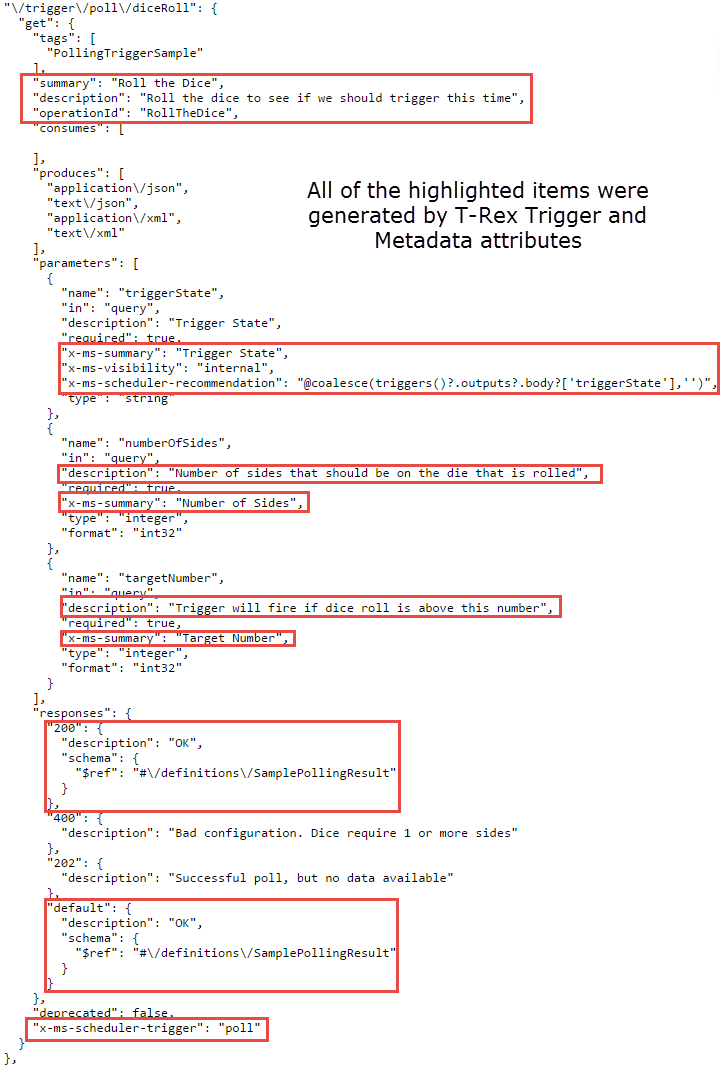 "\/trigger\/poll\/diceRoll": {
  "get": {
    "tags": [
      "PollingTriggerSample"
    ],
    "summary": "Roll the Dice",
    "description": "Roll the dice to see if we should trigger this time",
    "operationId": "RollTheDice",
    "consumes": [

    ],
    "produces": [
      "application\/json",
      "text\/json",
      "application\/xml",
      "text\/xml"
    ],
All of the highlighted items were
generated by T-Rex Trigger and
Metadata attributes
    "parameters": [
      {
        "name": "triggerState",
        "in": "query",
        "description": "Trigger State",
        "required": true,
        "x-ms-summary": "Trigger State",
        "x-ms-visibility": "internal",
        "x-ms-scheduler-recommendation": "@coalesce(triggers()?.outputs?.body?['triggerState'],'')",
        "type": "string"
      },
      {
        "name": "numberOfSides",
        "in": "query",
        "description": "Number of sides that should be on the die that is rolled",
        "required": true,
        "x-ms-summary": "Number of Sides",
        "type": "integer",
        "format": "int32"
      },
      {
        "name": "targetNumber",
        "in": "query",
        "description": "Trigger will fire if dice roll is above this number",
        "required": true,
        "x-ms-summary": "Target Number",
        "type": "integer",
        "format": "int32"
      }
    ],
    "responses": {
      "200": {
        "description": "OK",
        "schema": {
          "$ref": "#\/definitions\/SamplePollingResult"
        }
      },
      "400": {
        "description": "Bad configuration. Dice require 1 or more sides"
      },
      "202": {
        "description": "Successful poll, but no data available"
      },
      "default": {
        "description": "OK",
        "schema": {
          "$ref": "#\/definitions\/SamplePollingResult"
        }
      }
    },
    "deprecated": false,
    "x-ms-scheduler-trigger": "poll"
  }
},